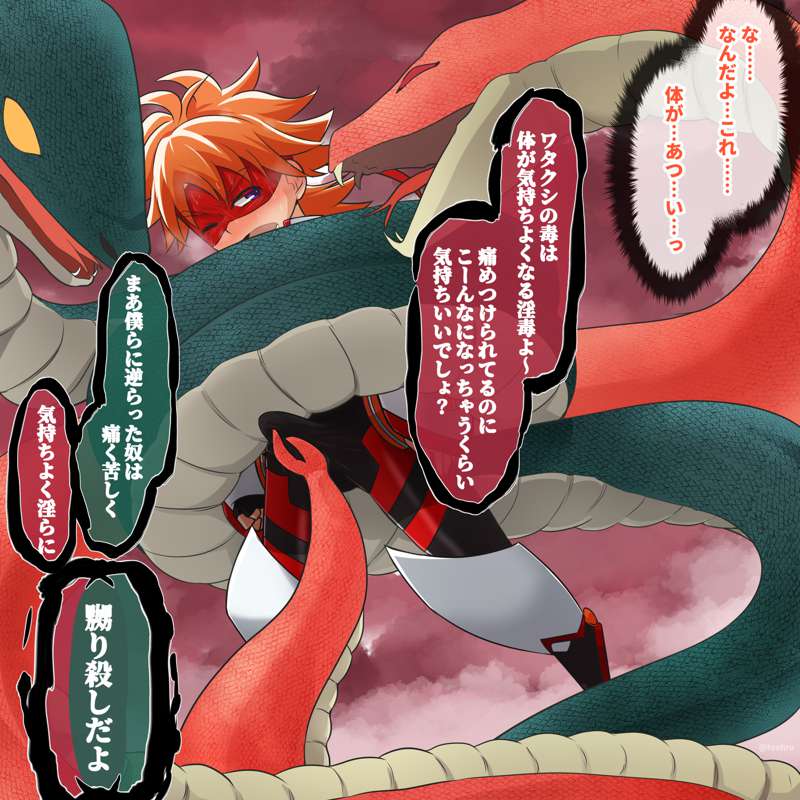 な……
なんだよ…これ……
体が…あつ…い…っ
ワタクシの毒は
体が気持ちよくなる淫毒よ～
痛めつけられてるのに
こーんなになっちゃうくらい
気持ちいいでしょ？
まあ僕らに逆らった奴は
痛く苦しく
気持ちよく淫らに
嬲り殺しだよ